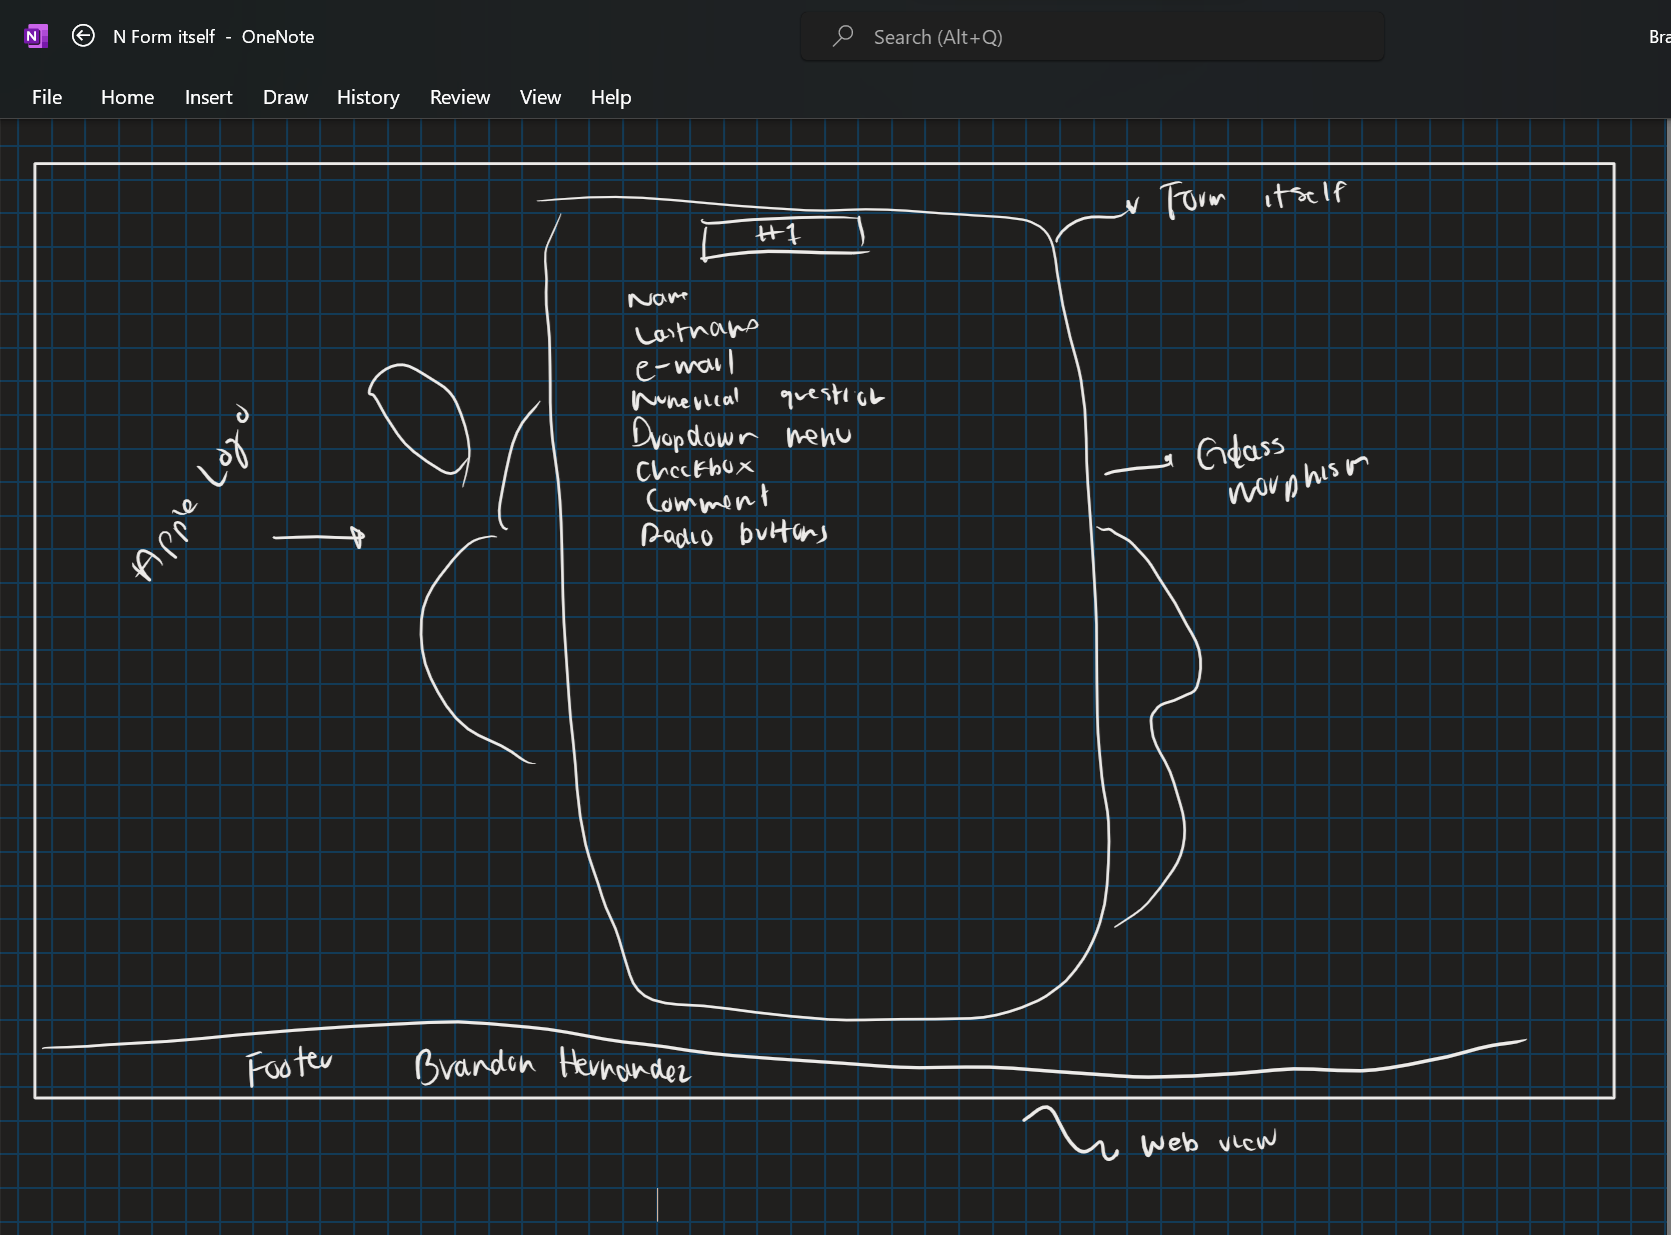 N Form itself - OneNote
Search (Alt+Q)
Bra
File Home Insert Draw History Review View Help
Form itself
#1
Name
Lastname
e-mail
Numerical question
Dropdown menu
Checkbox
Comment
Radio buttons
Apple Logo
Glass
morphism
Footer Brandon Hernandez
Web view